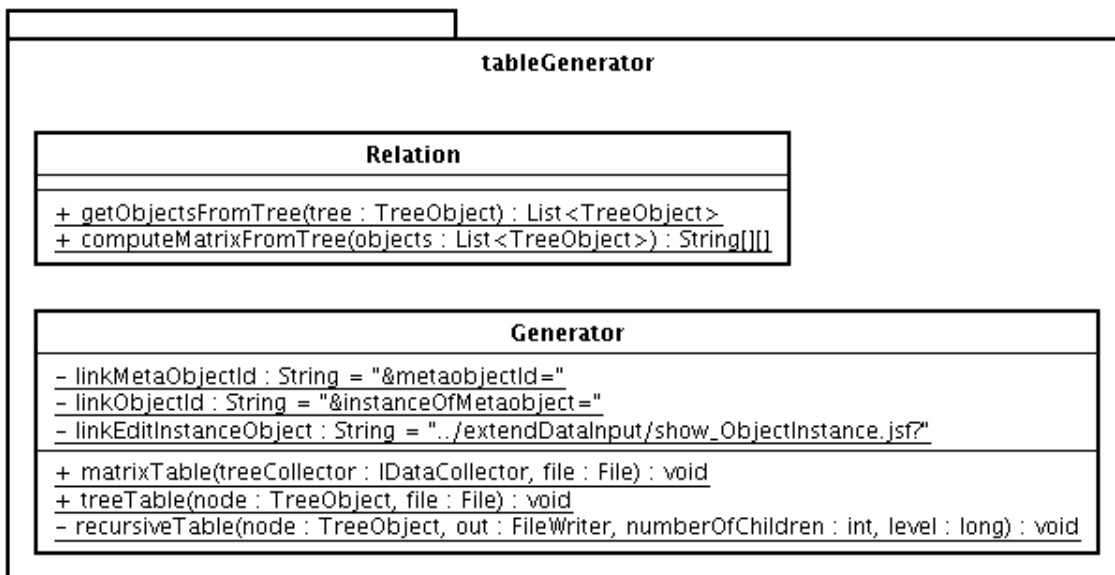 tableGenerator
Relation
+ getObjectsFromTree(tree : TreeObject) : List<TreeObject>
+ computeMatrixFromTree(objects : List<TreeObject>) : String[][]
Generator
- linkMetaObjectId : String = "&metaobjectId="
- linkObjectId : String = "&instanceOfMetaobject="
- linkEditInstanceObject : String = "../extendDataInput/show_ObjectInstance.jsf?"
+ matrixTable(treeCollector : IDataCollector, file : File) : void
+ treeTable(node : TreeObject, file : File) : void
- recursiveTable(node : TreeObject, out : FileWriter, numberOfChildren : int, level : long) : void